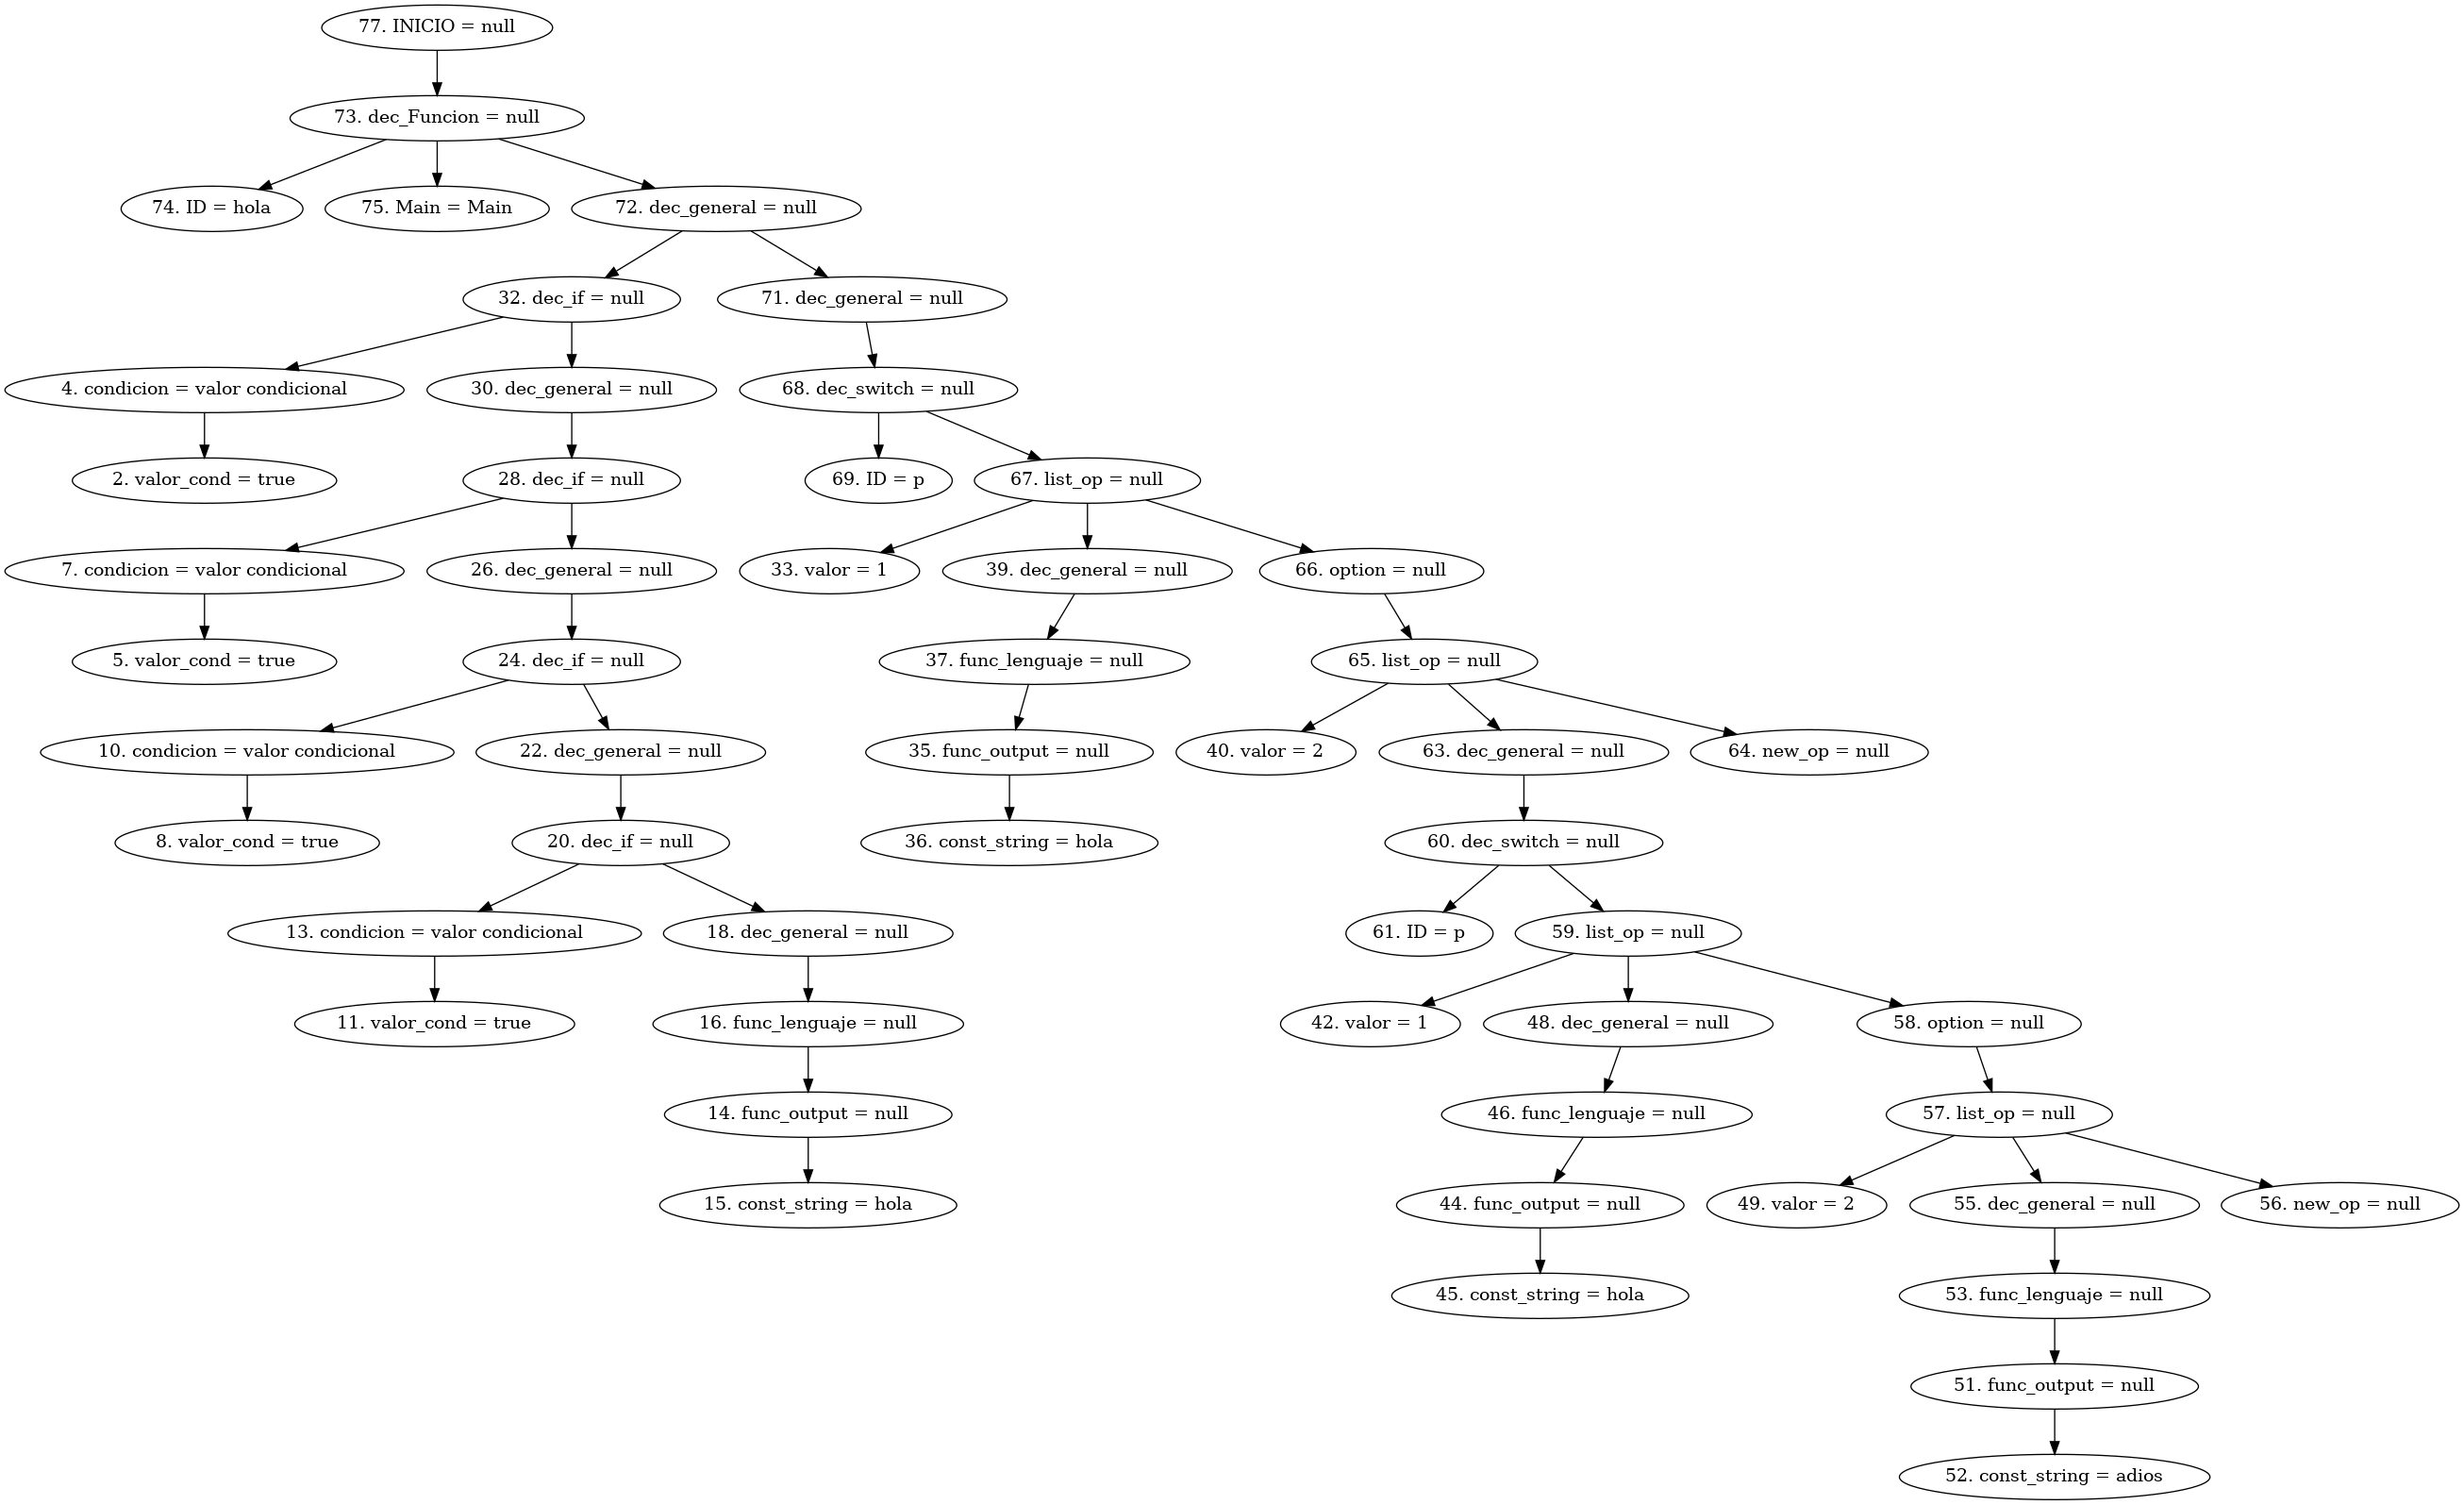 77. INICIO = null
73. dec_Funcion = null
74. ID = hola
75. Main = Main
72. dec_general = null
32. dec_if = null
71. dec_general = null
4. condicion = valor condicional
30. dec_general = null
68. dec_switch = null
2. valor_cond = true
28. dec_if = null
69. ID = p
67. list_op = null
7. condicion = valor condicional
26. dec_general = null
33. valor = 1
39. dec_general = null
66. option = null
5. valor_cond = true
24. dec_if = null
37. func_lenguaje = null
65. list_op = null
10. condicion = valor condicional
22. dec_general = null
35. func_output = null
40. valor = 2
63. dec_general = null
64. new_op = null
8. valor_cond = true
20. dec_if = null
36. const_string = hola
60. dec_switch = null
13. condicion = valor condicional
18. dec_general = null
61. ID = p
59. list_op = null
11. valor_cond = true
16. func_lenguaje = null
42. valor = 1
48. dec_general = null
58. option = null
14. func_output = null
46. func_lenguaje = null
57. list_op = null
15. const_string = hola
44. func_output = null
49. valor = 2
55. dec_general = null
56. new_op = null
45. const_string = hola
53. func_lenguaje = null
51. func_output = null
52. const_string = adios